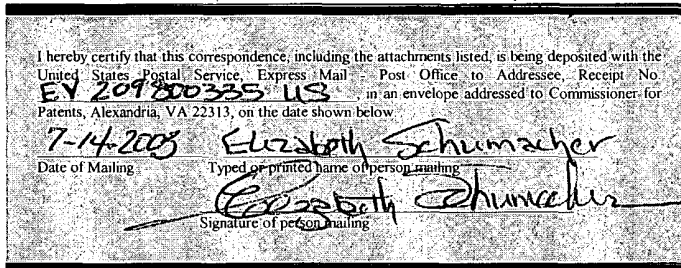 I hereby certify that this correspondence, including the attachments listed, is being deposited with the
United States Postal Service, Express Mail Post Office to Addressee, Receipt No.
EV 209800335 US in an envelope addressed to Commissioner for
Patents, Alexandria, VA 22313, on the date shown below.
7-14-2003 Elizabeth Schumacher
Date of Mailing Typed or printed name of person mailing
Elizabeth Schumacher
Signature of person mailing